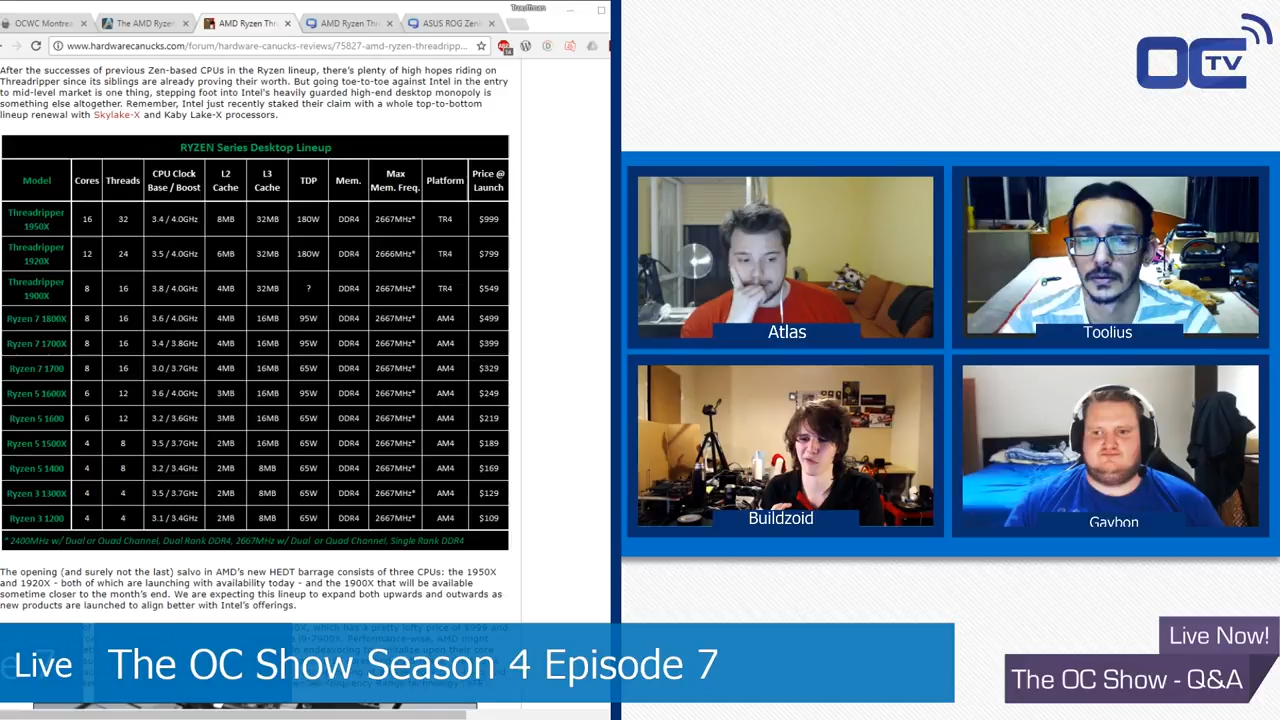 Trupffman
OCWC Montrea
The AMD Ryzen
AMD Ryzen Thr
AMD Ryzen Thr
ASUS ROG Zeni
www.hardwarecanucks.com/forum/hardware-canucks-reviews/75827-amd-ryzen-threadripp...
After the successes of previous Zen-based CPUs in the Ryzen lineup, there's plenty of high hopes riding on
Threadripper since its siblings are already proving their worth. But going toe-to-toe against Intel in the entry
to mid-level market is one thing, stepping foot into Intel's heavily guarded high-end desktop monopoly is
something else altogether. Remember, Intel just recently staked their claim with a whole top-to-bottom
lineup renewal with Skylake-X and Kaby Lake-X processors.
RYZEN Series Desktop Lineup
Model Cores Threads CPU Clock Base / Boost L2 Cache L3 Cache TDP Mem. Max Mem. Freq. Platform Price @ Launch
Threadripper 1950X 16 32 3.4 / 4.0GHz 8MB 32MB 180W DDR4 2667MHz* TR4 $999
Threadripper 1920X 12 24 3.5 / 4.0GHz 6MB 32MB 180W DDR4 2666MHz* TR4 $799
Threadripper 1900X 8 16 3.8 / 4.0GHz 4MB 32MB ? DDR4 2667MHz* TR4 $549
Ryzen 7 1800X 8 16 3.6 / 4.0GHz 4MB 16MB 95W DDR4 2667MHz* AM4 $499
Ryzen 7 1700X 8 16 3.4 / 3.8GHz 4MB 16MB 95W DDR4 2667MHz* AM4 $399
Ryzen 7 1700 8 16 3.0 / 3.7GHz 4MB 16MB 65W DDR4 2667MHz* AM4 $329
Ryzen 5 1600X 6 12 3.6 / 4.0GHz 3MB 16MB 95W DDR4 2667MHz* AM4 $249
Ryzen 5 1600 6 12 3.2 / 3.6GHz 3MB 16MB 65W DDR4 2667MHz* AM4 $219
Ryzen 5 1500X 4 8 3.5 / 3.7GHz 2MB 16MB 65W DDR4 2667MHz* AM4 $189
Ryzen 5 1400 4 8 3.2 / 3.4GHz 2MB 8MB 65W DDR4 2667MHz* AM4 $169
Ryzen 3 1300X 4 4 3.5 / 3.7GHz 2MB 8MB 65W DDR4 2667MHz* AM4 $129
Ryzen 3 1200 4 4 3.1 / 3.4GHz 2MB 8MB 65W DDR4 2667MHz* AM4 $109
* 2400MHz w/ Dual or Quad Channel, Dual Rank DDR4, 2667MHz w/ Dual or Quad Channel, Single Rank DDR4
The opening (and surely not the last) salvo in AMD's new HEDT barrage consists of three CPUs: the 1950X
and 1920X - both of which are launching with availability today - and the 1900X that will be available
sometime closer to the month's end. We are expecting this lineup to expand both upwards and outwards as
new products are launched to align better with Intel's offerings.
OC TV
Atlas
Toolius
Buildzoid
Gavbon
Live The OC Show Season 4 Episode 7
Live Now!
The OC Show - Q&A